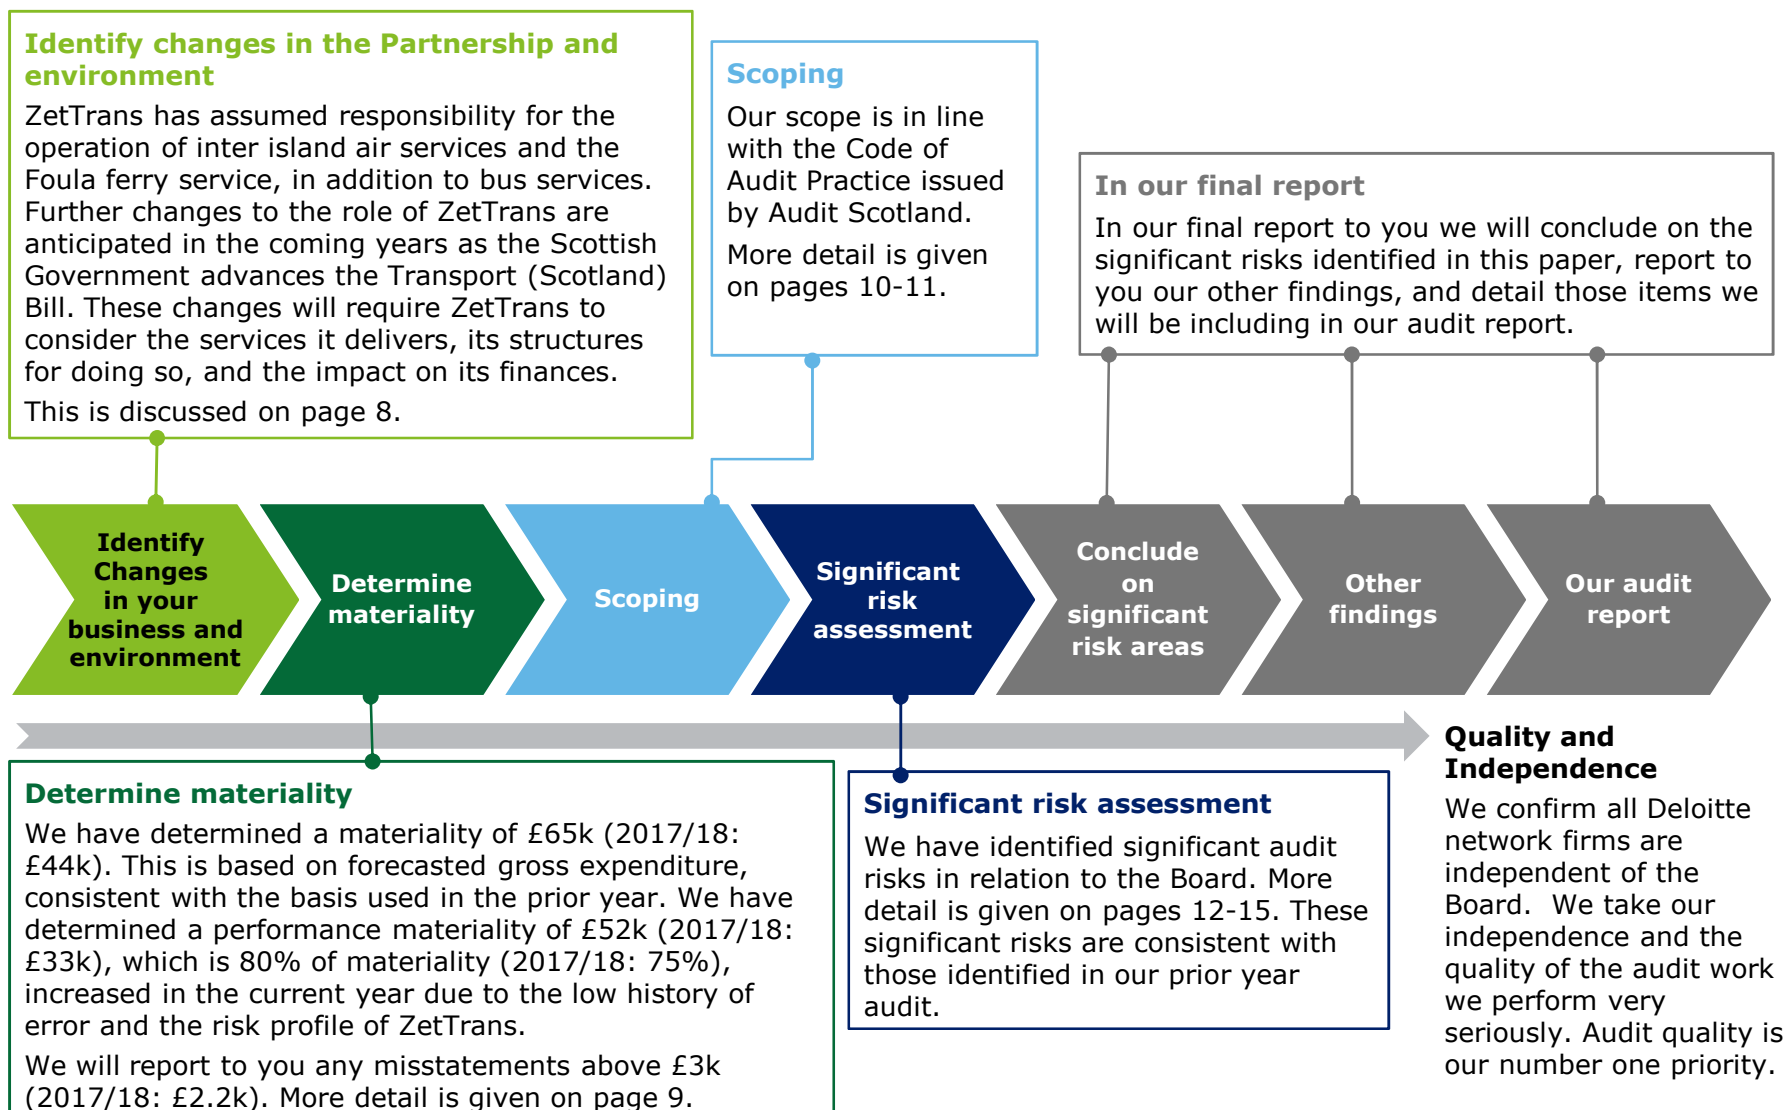 Identify changes in the Partnership and
environment
ZetTrans has assumed responsibility for the
operation of inter island air services and the
Foula ferry service, in addition to bus services.
Further changes to the role of ZetTrans are
anticipated in the coming years as the Scottish
Government advances the Transport (Scotland)
Bill. These changes will require ZetTrans to
consider the services it delivers, its structures
for doing so, and the impact on its finances.
This is discussed on page 8.
Scoping
Our scope is in line
with the Code of
Audit Practice issued
by Audit Scotland.
More detail is given
on pages 10-11.
In our final report
In our final report to you we will conclude on the
significant risks identified in this paper, report to
you our other findings, and detail those items we
will be including in our audit report.
Identify
Changes
in your
business and
environment
Determine
materiality
Scoping
Significant
risk
assessment
Conclude
on
significant
risk areas
Other
findings
Our audit
report
Determine materiality
We have determined a materiality of £65k (2017/18:
£44k). This is based on forecasted gross expenditure,
consistent with the basis used in the prior year. We have
determined a performance materiality of £52k (2017/18:
£33k), which is 80% of materiality (2017/18: 75%),
increased in the current year due to the low history of
error and the risk profile of ZetTrans.
We will report to you any misstatements above £3k
(2017/18: £2.2k). More detail is given on page 9.
Significant risk assessment
We have identified significant audit
risks in relation to the Board. More
detail is given on pages 12-15. These
significant risks are consistent with
those identified in our prior year
audit.
Quality and
Independence
We confirm all Deloitte
network firms are
independent of the
Board.  We take our
independence and the
quality of the audit work
we perform very
seriously. Audit quality is
our number one priority.